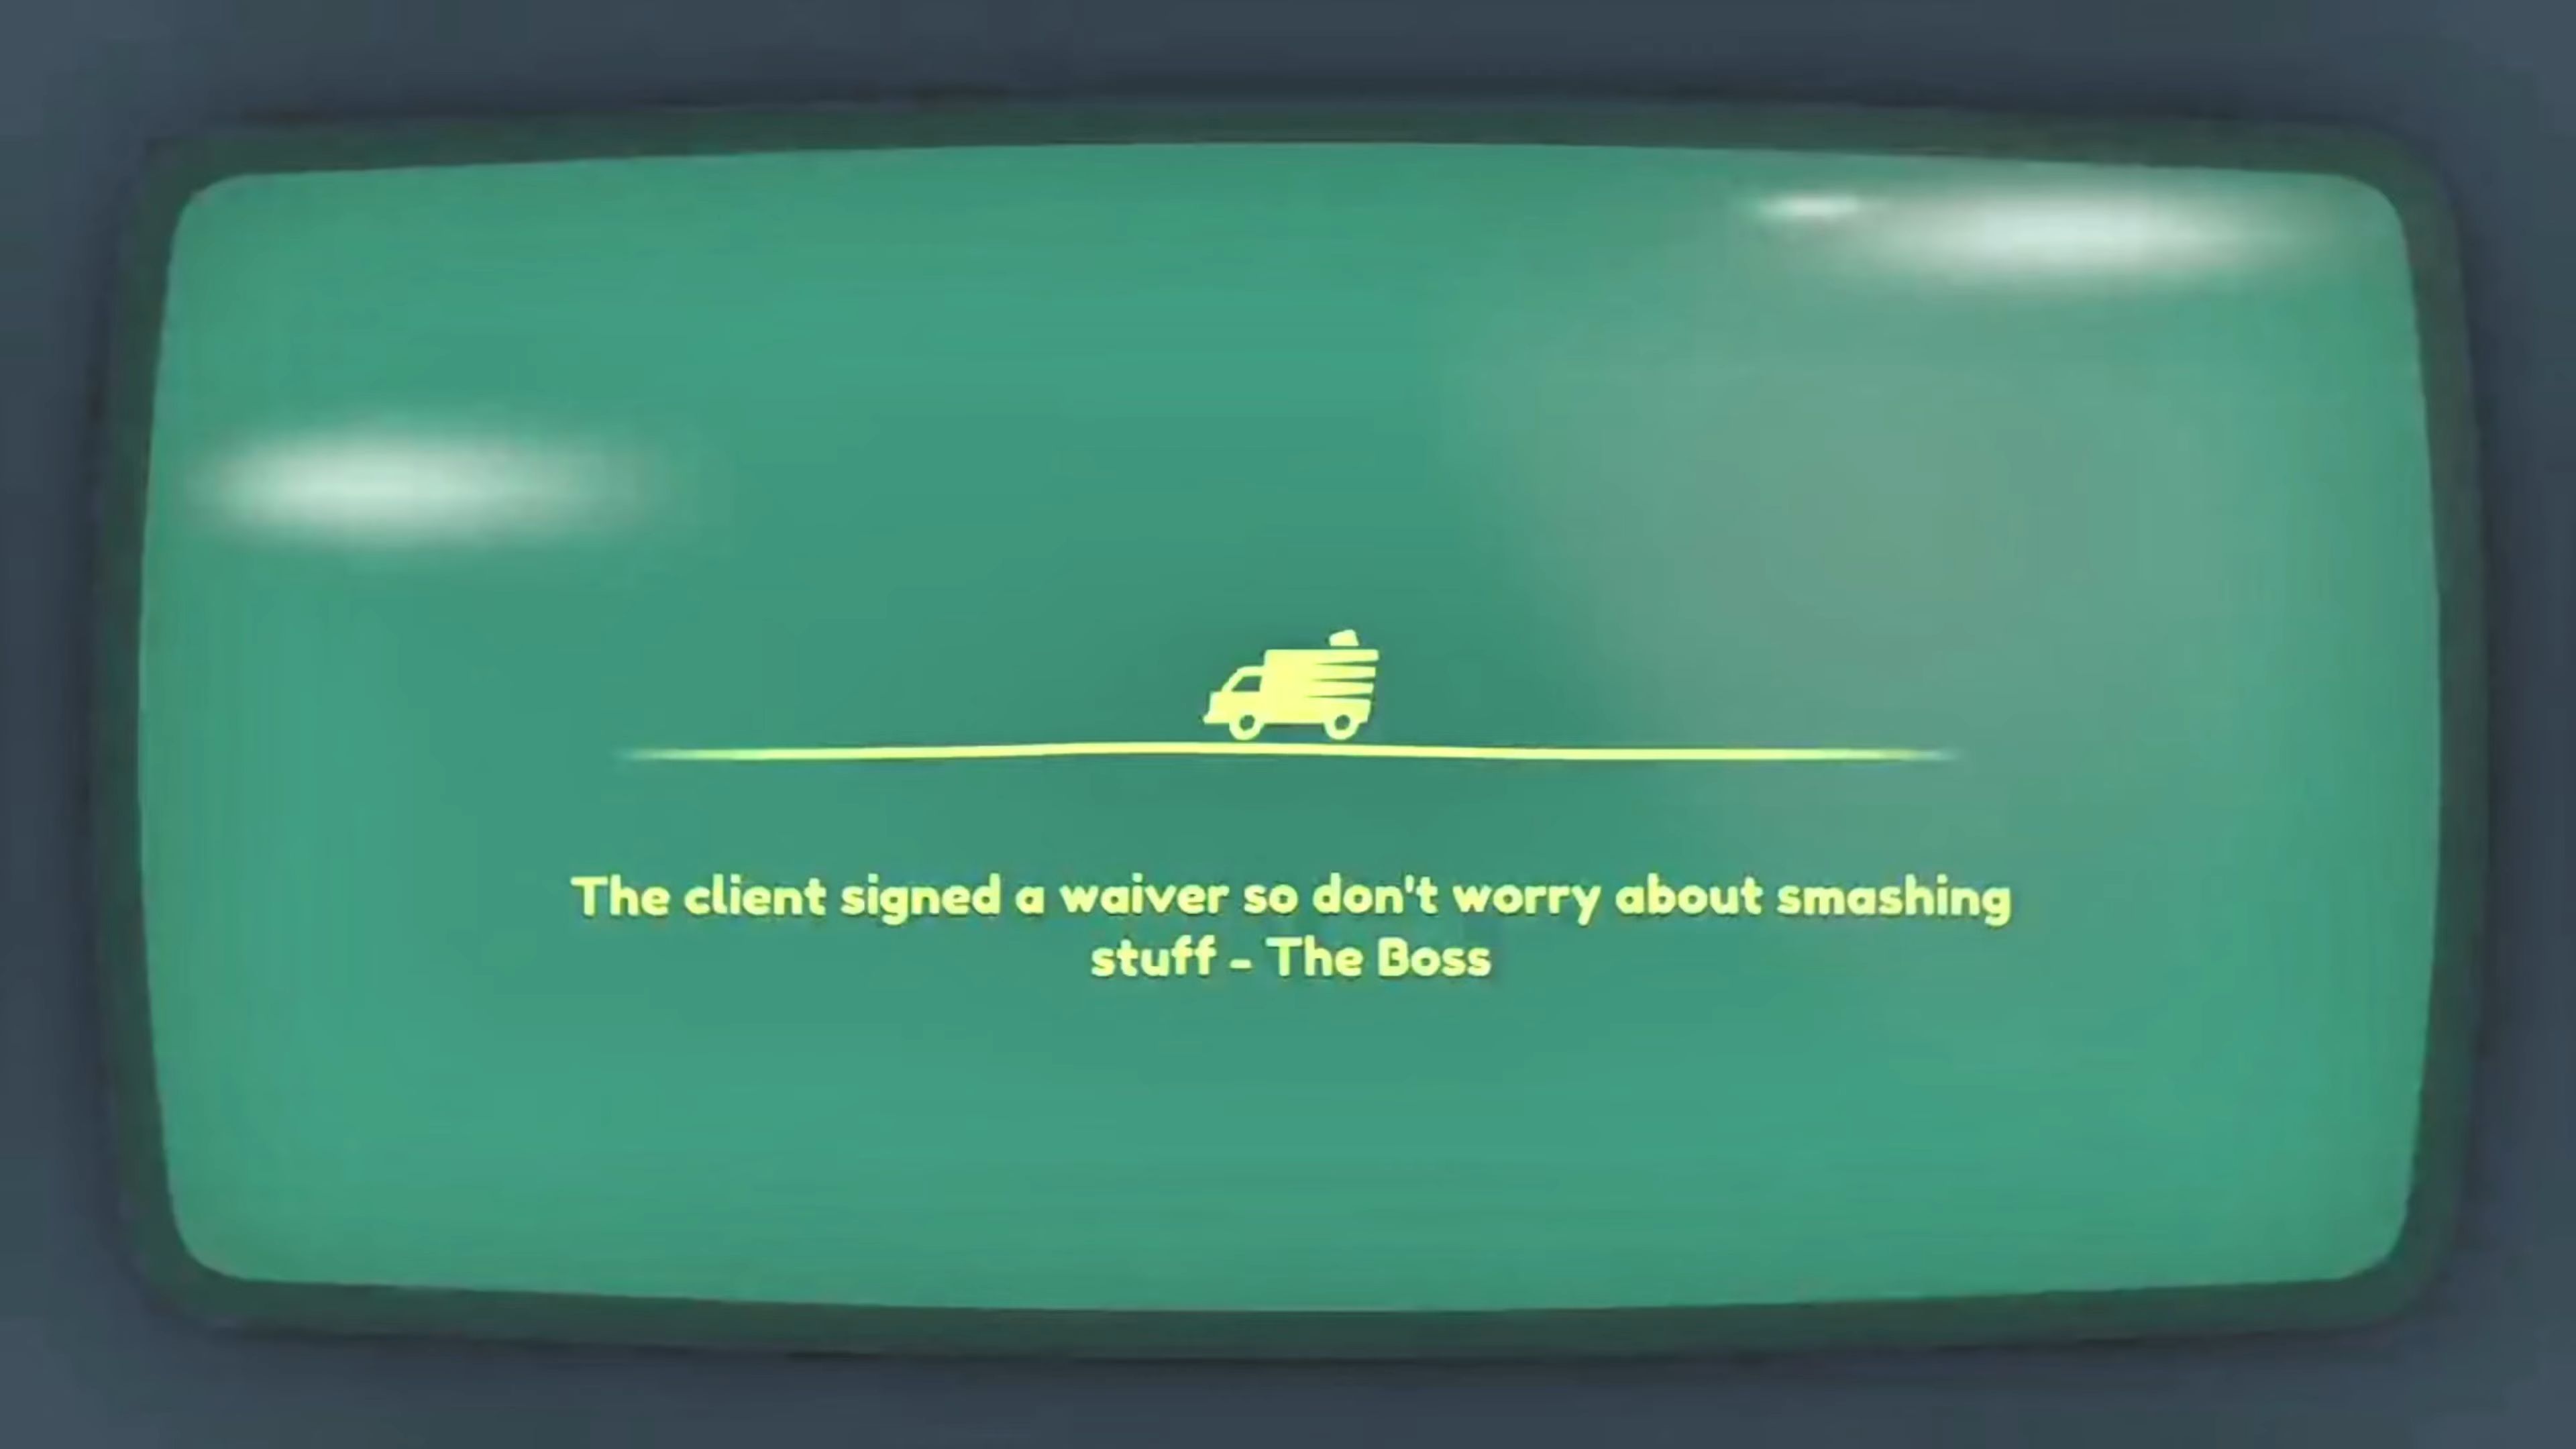 The client signed a waiver so don't worry about smashing
stuff - The Boss